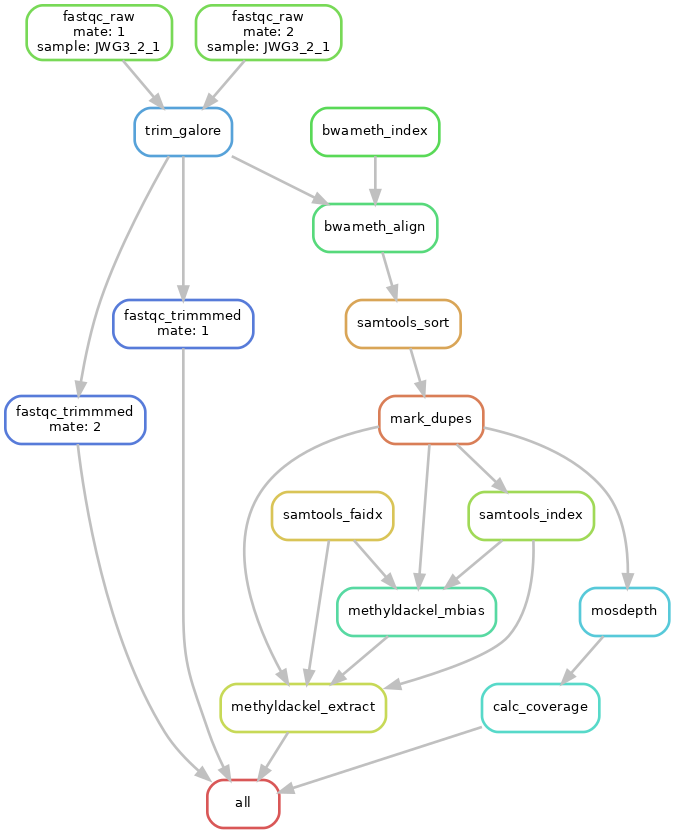 fastqc_raw
mate: 1
sample: JWG3_2_1
fastqc_raw
mate: 2
sample: JWG3_2_1
trim_galore
bwameth_index
bwameth_align
fastqc_trimmmed
mate: 1
samtools_sort
fastqc_trimmmed
mate: 2
mark_dupes
samtools_faidx
samtools_index
methyldackel_mbias
mosdepth
methyldackel_extract
calc_coverage
all